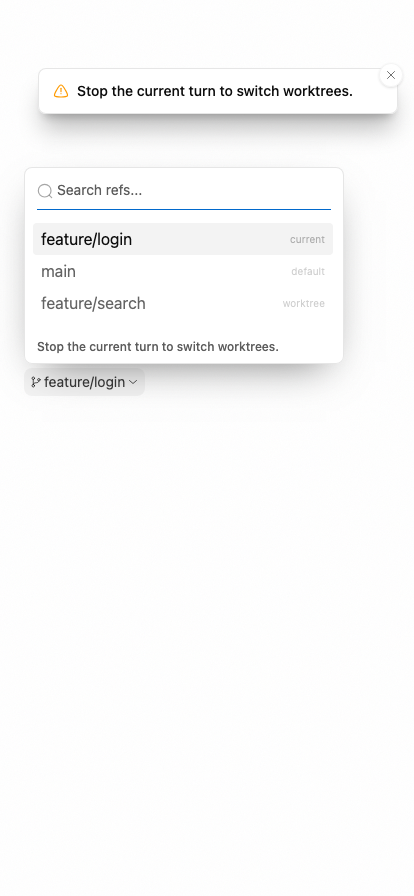 Stop the current turn to switch worktrees.
Search refs...
feature/login current
main default
feature/search worktree
Stop the current turn to switch worktrees.
feature/login